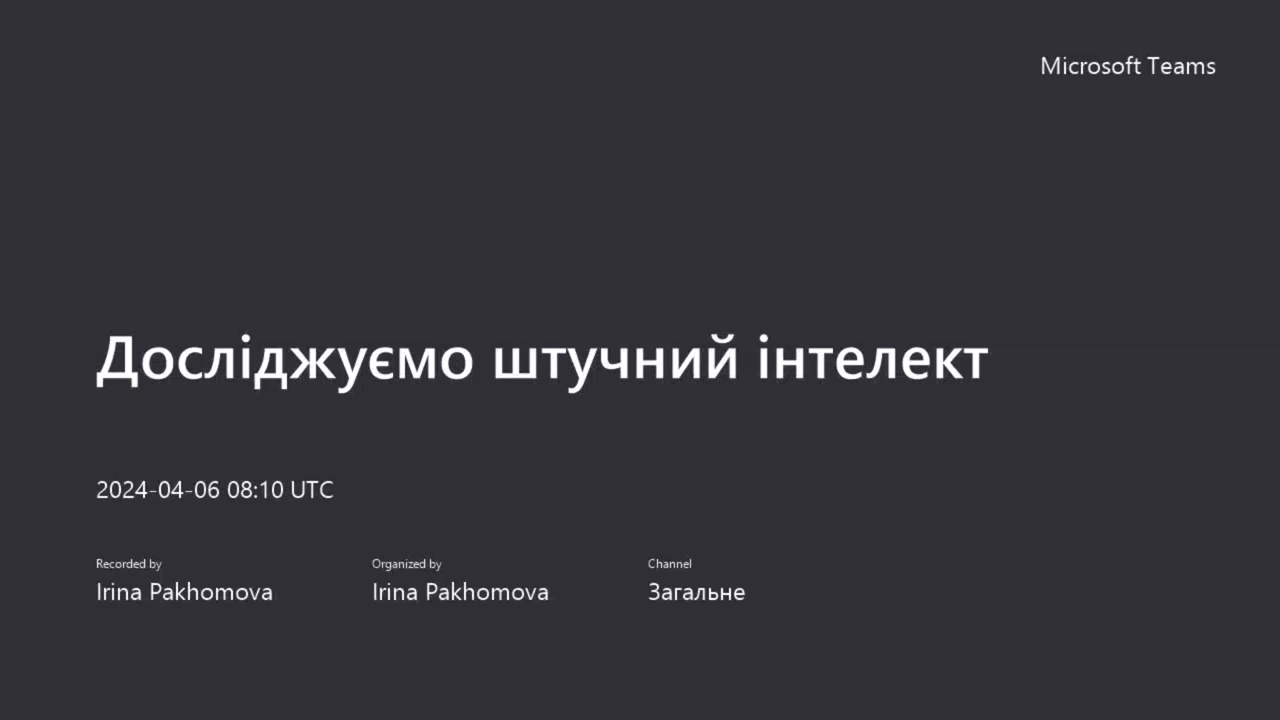 Microsoft Teams
Досліджуємо штучний інтелект
2024-04-06 08:10 UTC
Recorded by
Irina Pakhomova
Organized by
Irina Pakhomova
Channel
Загальне